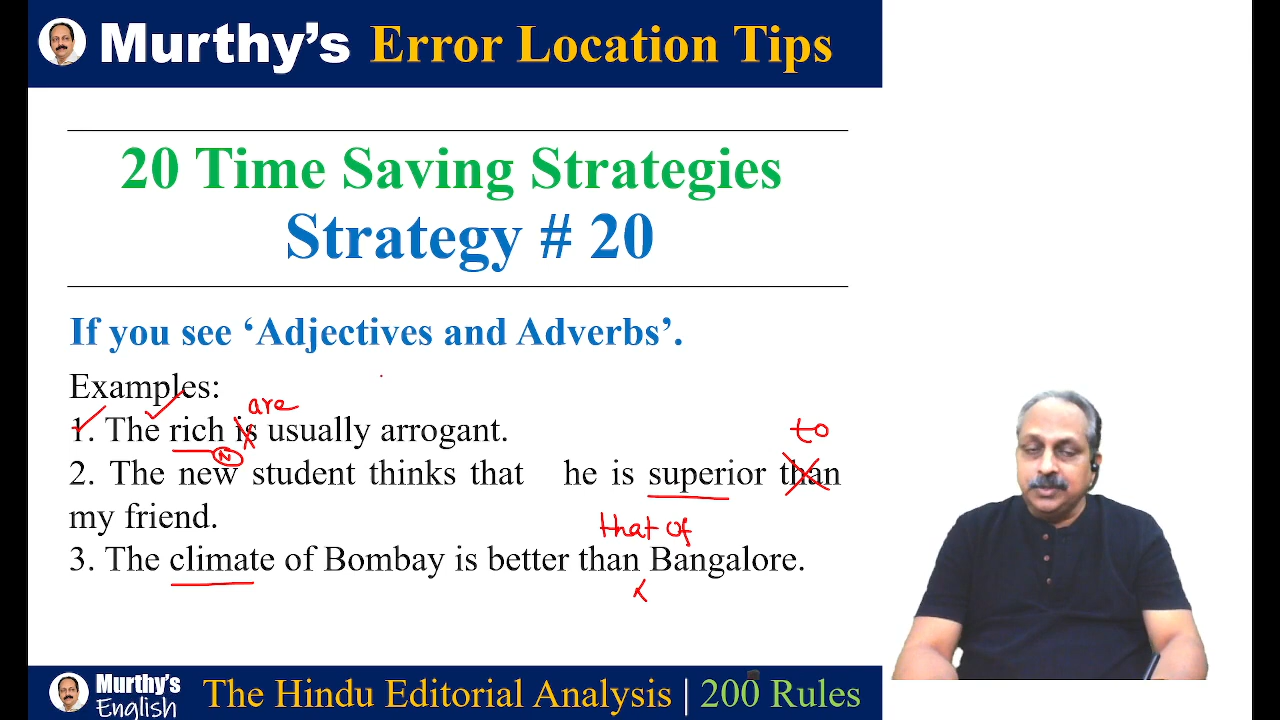 Murthy's Error Location Tips
20 Time Saving Strategies
Strategy # 20
If you see ‘Adjectives and Adverbs’.
Examples:
are
1. The rich is usually arrogant.
N
to
2. The new student thinks that he is superior than
my friend.
that of
3. The climate of Bombay is better than Bangalore.
Murthy's
English
The Hindu Editorial Analysis | 200 Rules